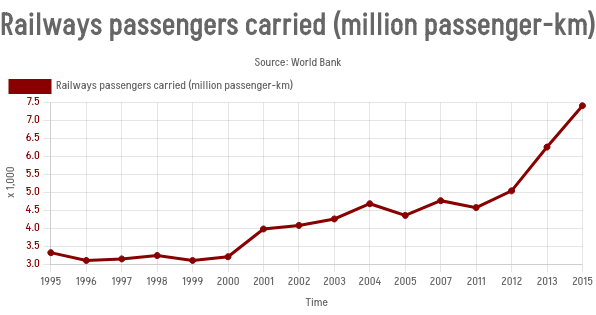 Railways passengers carried (million passenger-km)
Source: World Bank
Railways passengers carried (million passenger-km)
7.5
7.0
6.5
6.0
5.5
5.0
4.5
4.0
3.5
3.0
x 1,000
1995 1996 1997 1998 1999 2000 2001 2002 2003 2004 2005 2007 2011 2012 2013 2015
Time